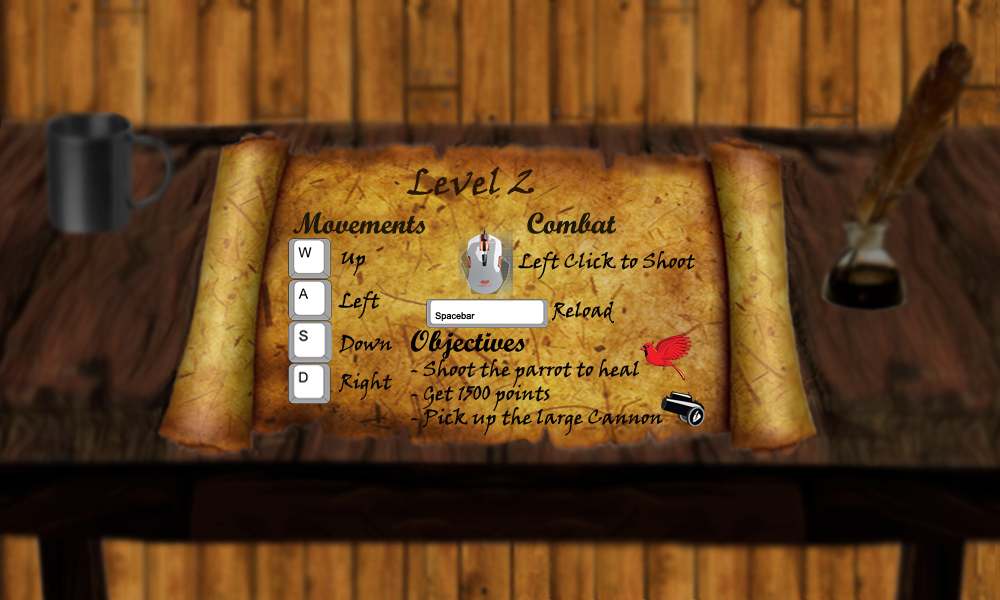 Level 2
Movements
W Up
A Left
S Down
D Right
Combat
Left Click to Shoot
Spacebar Reload
Objectives
- Shoot the parrot to heal
- Get 1500 points
- Pick up the large Cannon